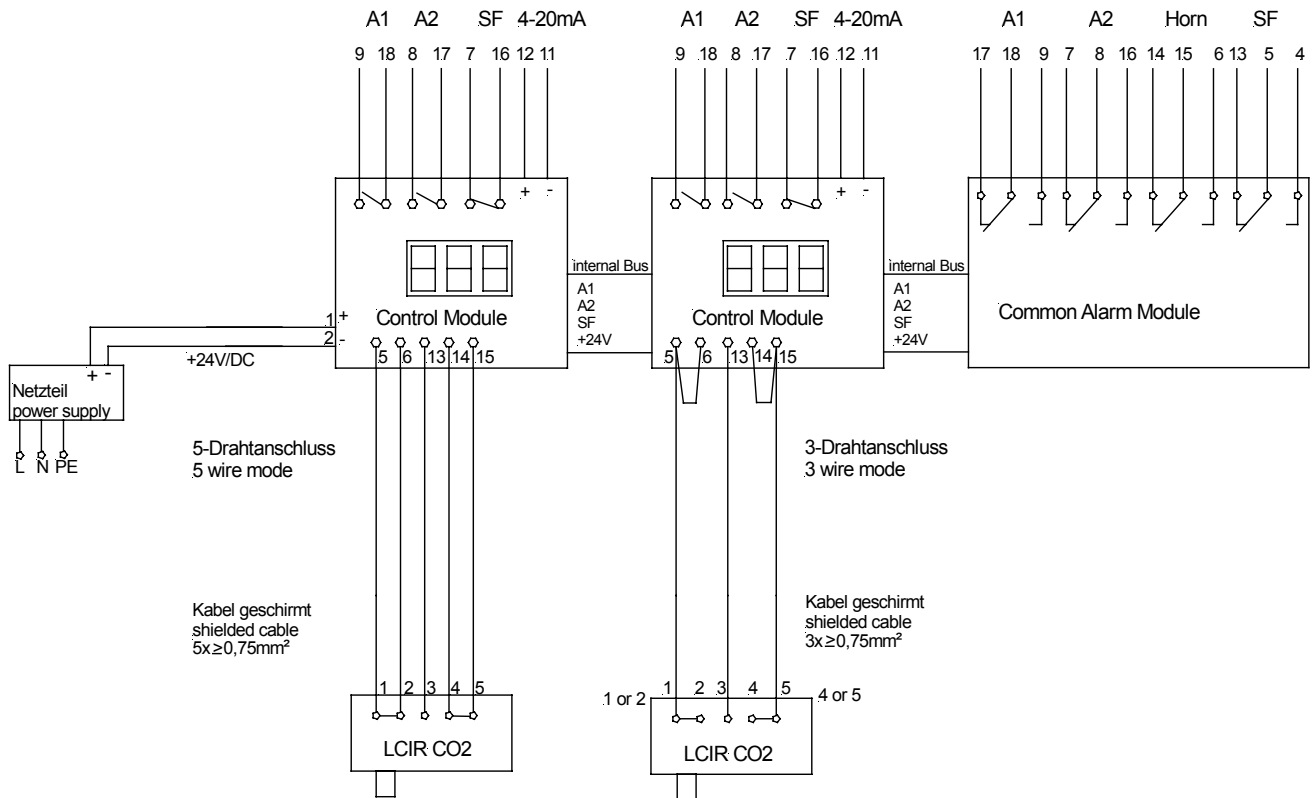 A1 A2 SF 4-20mA
9 18 8 17 7 16 12 11
A1 A2 SF 4-20mA
9 18 8 17 7 16 12 11
A1 A2 Horn SF
17 18 9 7 8 16 14 15 6 13 5 4
+ -
+ -
internal Bus
A1
A2
SF
+24V
internal Bus
A1
A2
SF
+24V
Control Module
Control Module
Common Alarm Module
1 +
2 -
+24V/DC
5 6 13 14 15
5 6 13 14 15
+ -
Netzteil
power supply
L N PE
5-Drahtanschluss
5 wire mode
3-Drahtanschluss
3 wire mode
Kabel geschirmt
shielded cable
5x≥0,75mm²
Kabel geschirmt
shielded cable
3x≥0,75mm²
1 2 3 4 5
LCIR CO2
1 or 2
1 2 3 4 5
4 or 5
LCIR CO2